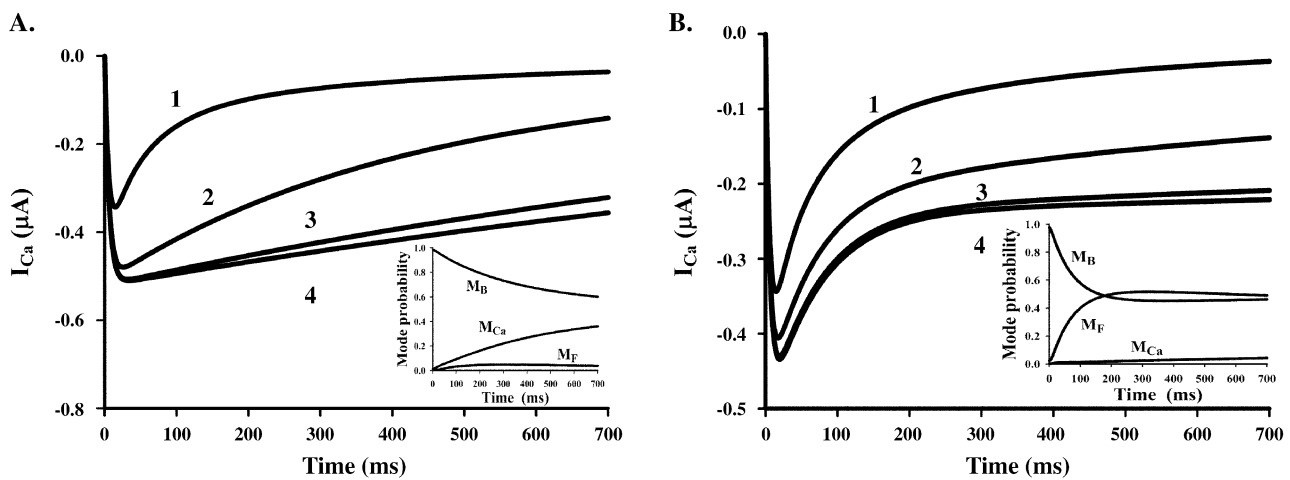 A.
B.
0.0
-0.2
-0.4
-0.6
-0.8
I_Ca (μA)
1
2
3
4
0 100 200 300 400 500 600 700
Time (ms)
1.0
0.8
0.6
0.4
0.2
0.0
Mode probability
M_B
M_Ca
M_F
0 100 200 300 400 500 600 700
Time (ms)
0.0
-0.1
-0.2
-0.3
-0.4
-0.5
I_Ca (μA)
1
2
3
4
0 100 200 300 400 500 600 700
Time (ms)
1.0
0.8
0.6
0.4
0.2
0.0
Mode probability
M_B
M_F
M_Ca
0 100 200 300 400 500 600 700
Time (ms)